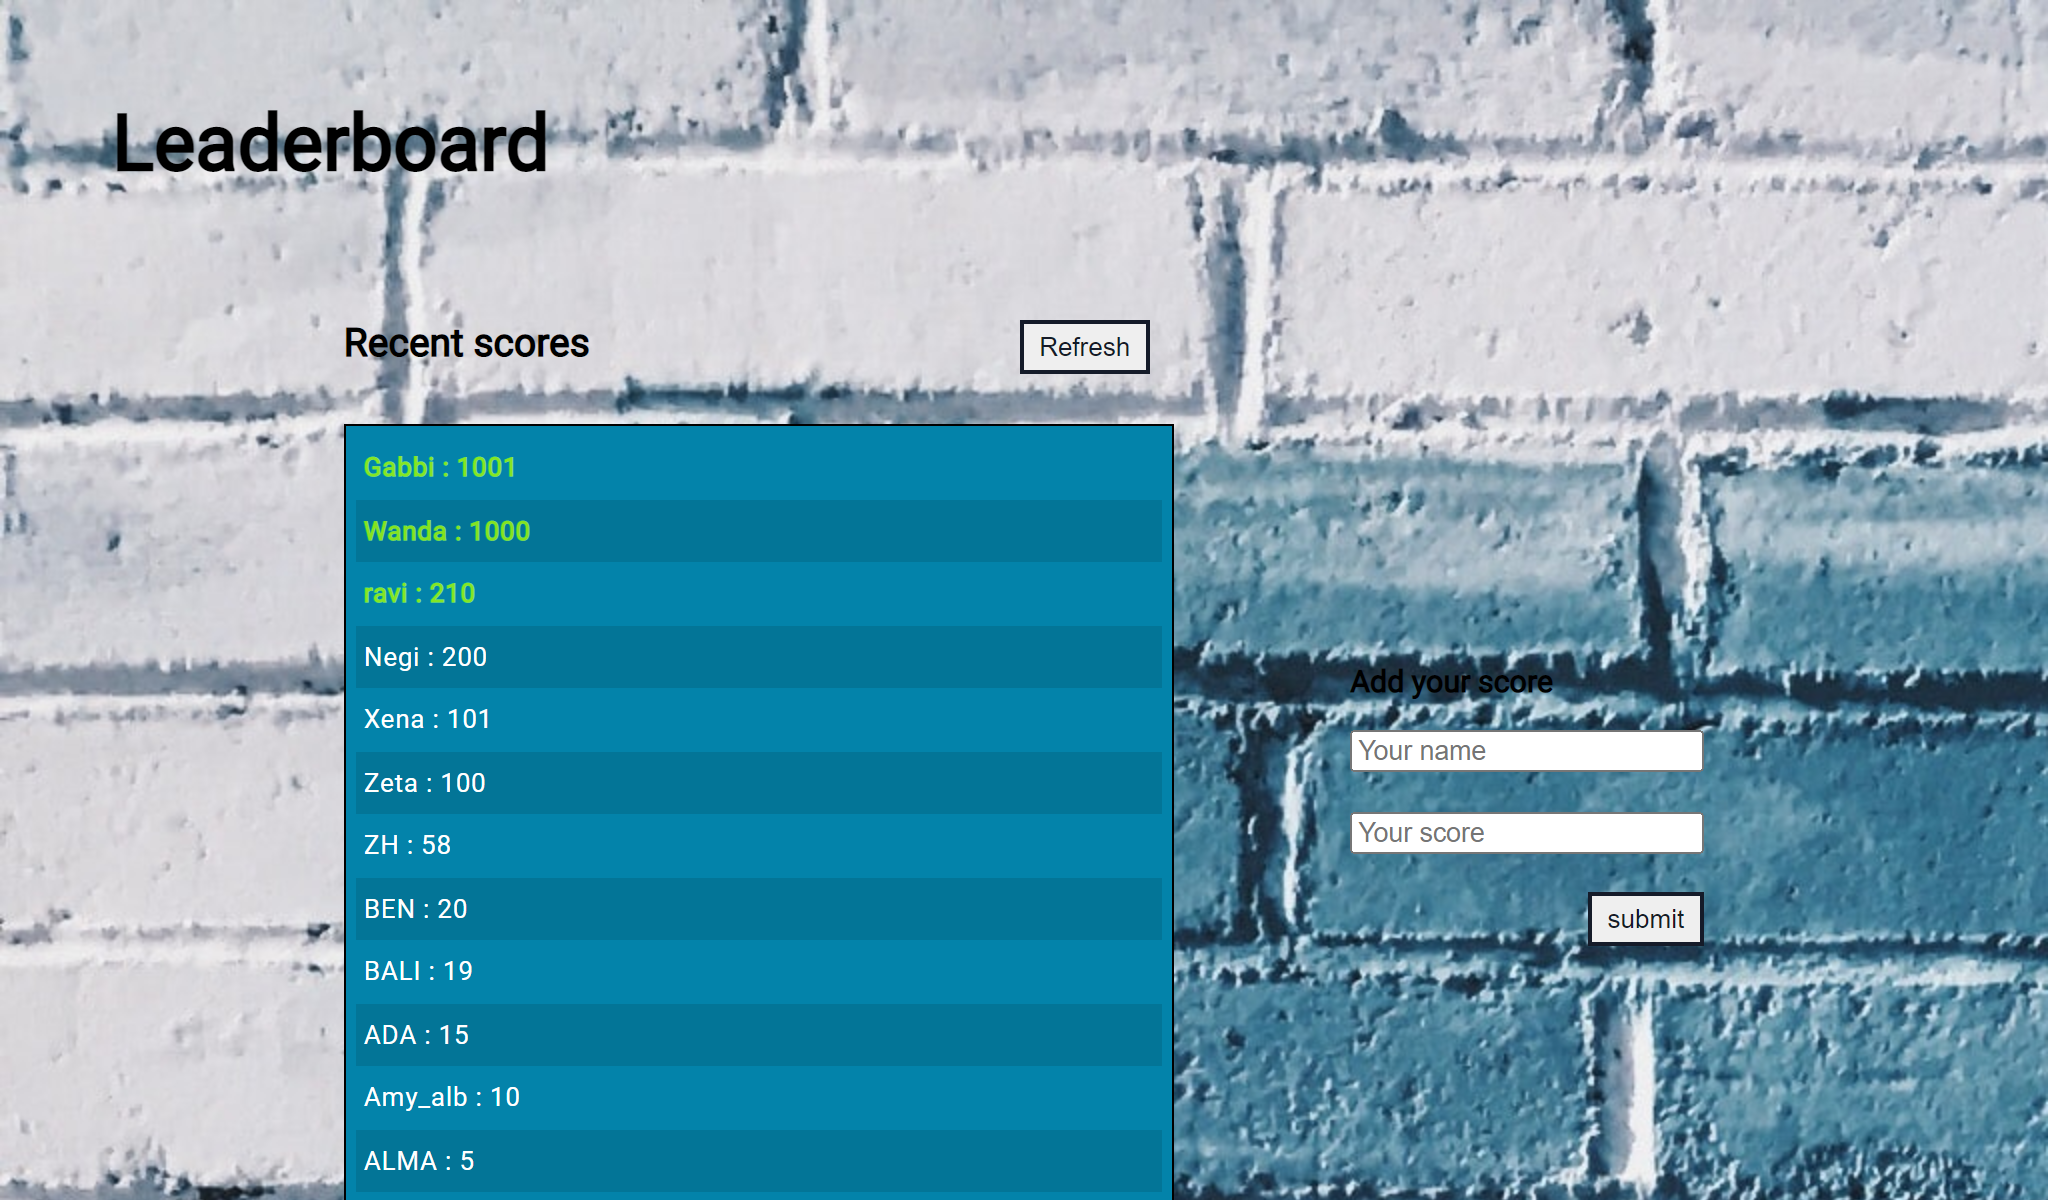 Leaderboard
Recent scores
Refresh
Gabbi : 1001
Wanda : 1000
ravi : 210
Negi : 200
Xena : 101
Zeta : 100
ZH : 58
BEN : 20
BALI : 19
ADA : 15
Amy_alb : 10
ALMA : 5
Add your score
Your name
Your score
submit